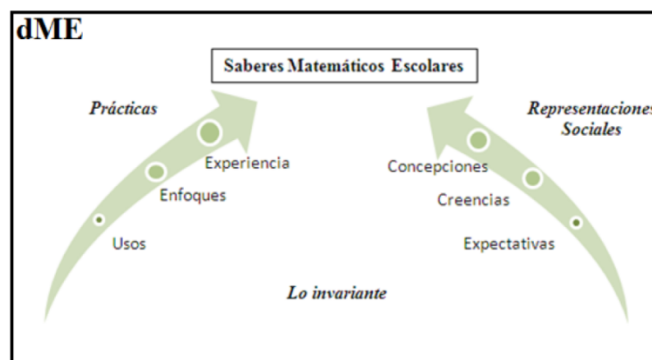 dME
Saberes Matemáticos Escolares
Prácticas
Representaciones
Sociales
Experiencia
Enfoques
Usos
Concepciones
Creencias
Expectativas
Lo invariante